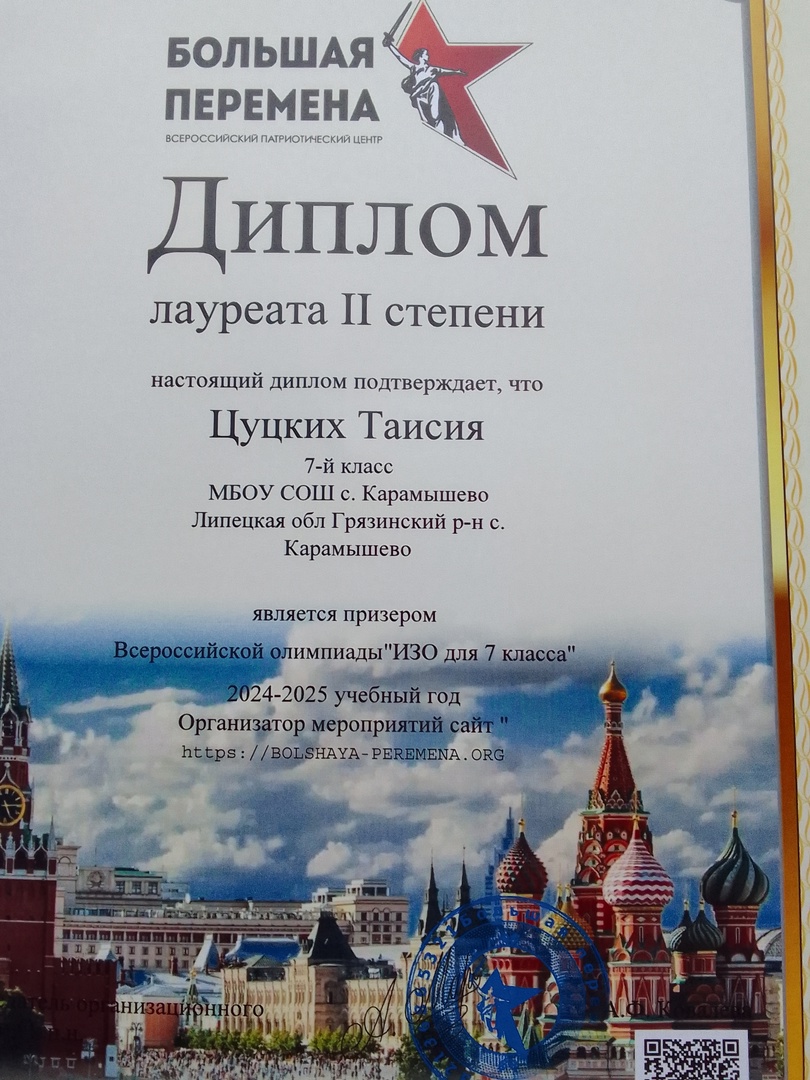 БОЛЬШАЯ
ПЕРЕМЕНА
ВСЕРОССИЙСКИЙ ПАТРИОТИЧЕСКИЙ ЦЕНТР
Диплом
лауреата II степени
настоящий диплом подтверждает, что
Цуцких Таисия
7-й класс
МБОУ СОШ с. Карамышево
Липецкая обл Грязинский р-н с.
Карамышево
является призером
Всероссийской олимпиады"ИЗО для 7 класса"
2024-2025 учебный год
Организатор мероприятий сайт "
https://BOLSHAYA-PEREMENA.ORG
организационного
А.Ф.